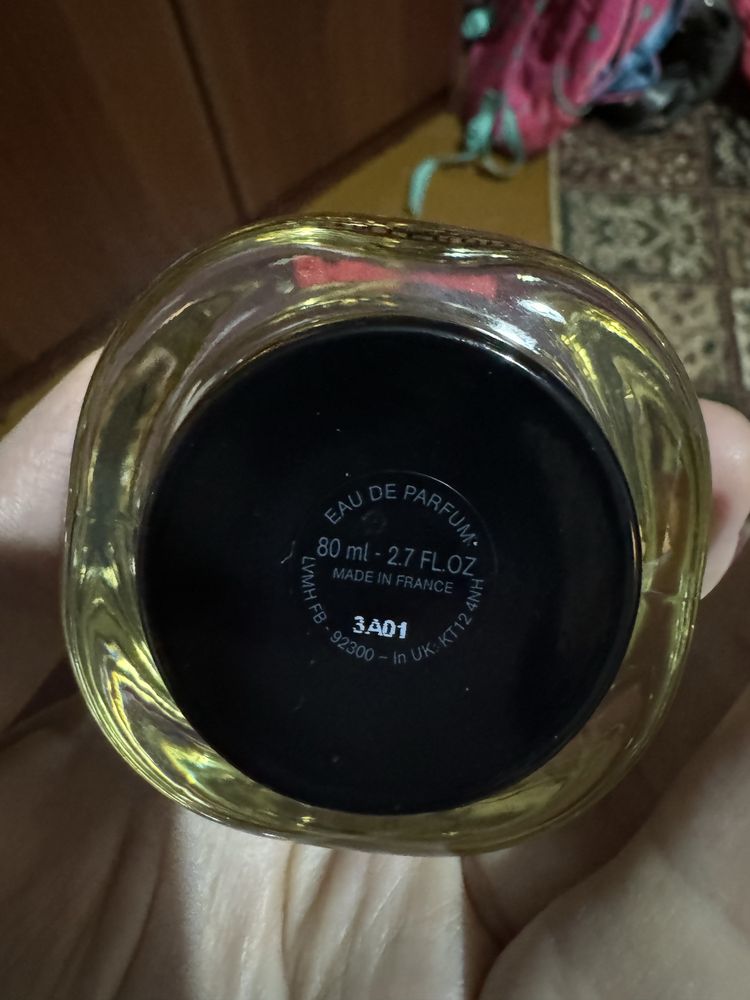 EAU DE PARFUM
80 ml - 2.7 FL.OZ
MADE IN FRANCE
3A01
LVMH FB - 92300 – In UK: KT12 4NH